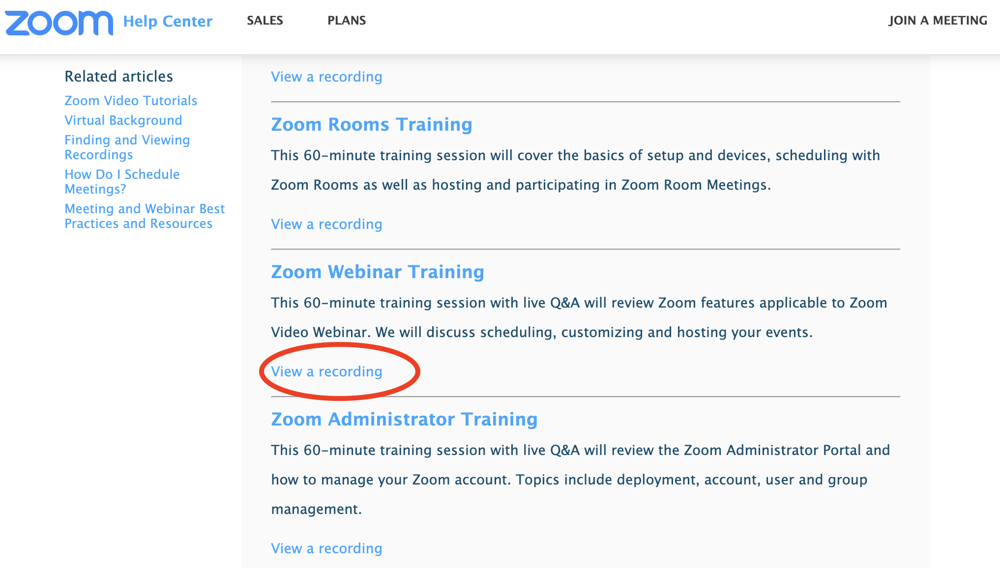 zoom Help Center SALES PLANS JOIN A MEETING
Related articles
Zoom Video Tutorials
Virtual Background
Finding and Viewing
Recordings
How Do I Schedule
Meetings?
Meeting and Webinar Best
Practices and Resources
View a recording
Zoom Rooms Training
This 60-minute training session will cover the basics of setup and devices, scheduling with
Zoom Rooms as well as hosting and participating in Zoom Room Meetings.
View a recording
Zoom Webinar Training
This 60-minute training session with live Q&A will review Zoom features applicable to Zoom
Video Webinar. We will discuss scheduling, customizing and hosting your events.
View a recording
Zoom Administrator Training
This 60-minute training session with live Q&A will review the Zoom Administrator Portal and
how to manage your Zoom account. Topics include deployment, account, user and group
management.
View a recording